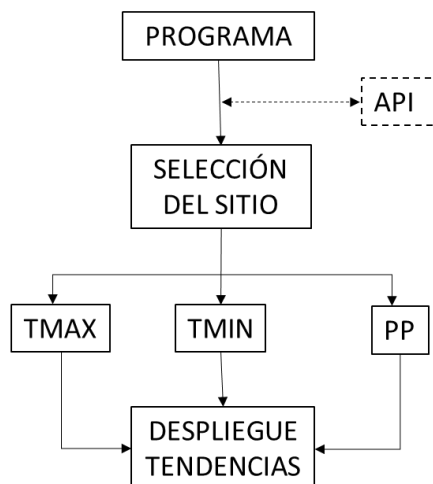 PROGRAMA
API
SELECCIÓN
DEL SITIO
TMAX
TMIN
PP
DESPLIEGUE
TENDENCIAS